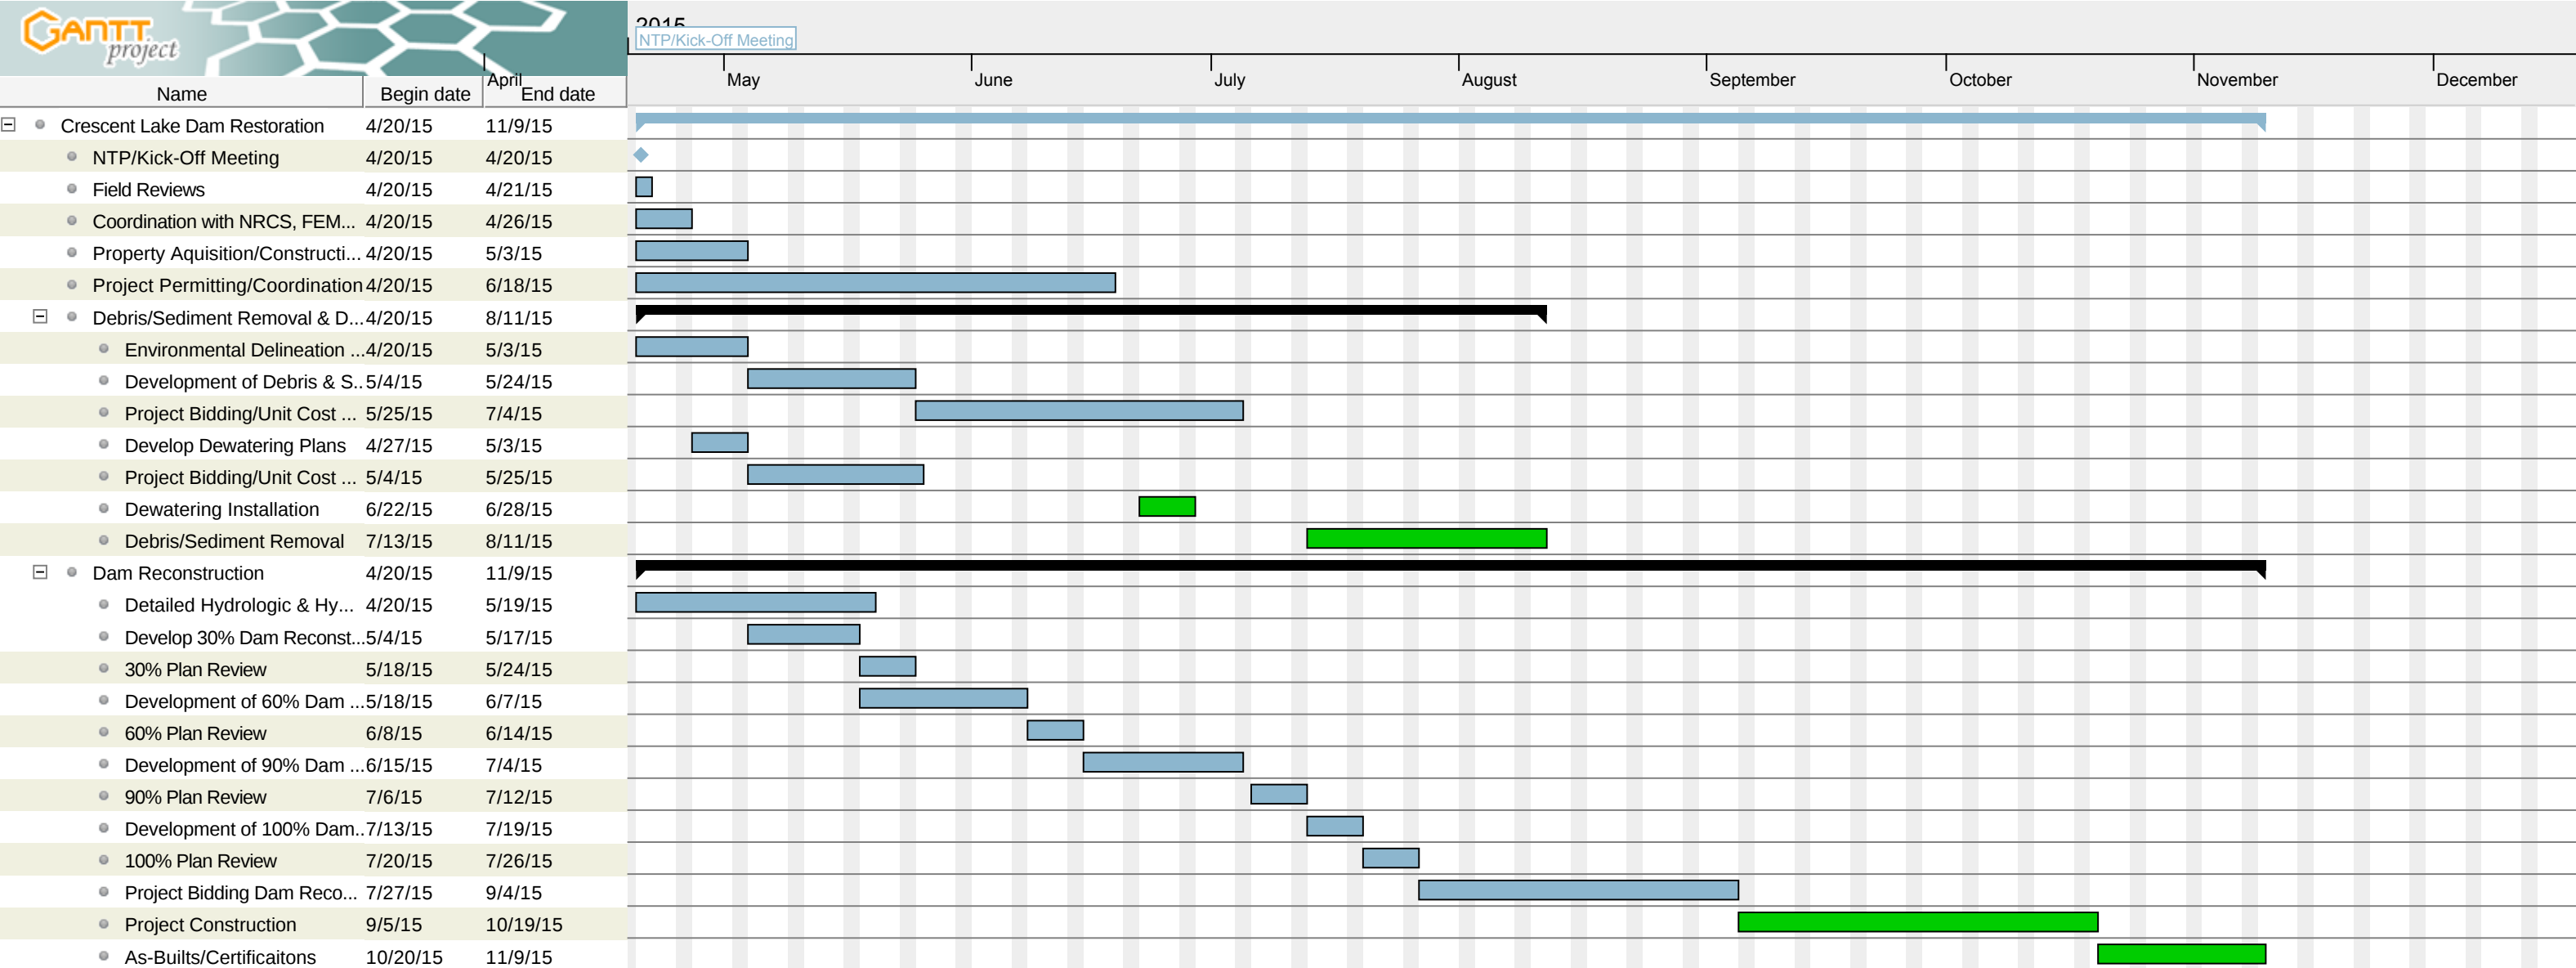 GANTT
project
2015
NTP/Kick-Off Meeting
April May June July August September October November December
Name Begin date End date
Crescent Lake Dam Restoration 4/20/15 11/9/15
NTP/Kick-Off Meeting 4/20/15 4/20/15
Field Reviews 4/20/15 4/21/15
Coordination with NRCS, FEM... 4/20/15 4/26/15
Property Aquisition/Constructi... 4/20/15 5/3/15
Project Permitting/Coordination 4/20/15 6/18/15
Debris/Sediment Removal & D... 4/20/15 8/11/15
Environmental Delineation ... 4/20/15 5/3/15
Development of Debris & S.. 5/4/15 5/24/15
Project Bidding/Unit Cost ... 5/25/15 7/4/15
Develop Dewatering Plans 4/27/15 5/3/15
Project Bidding/Unit Cost ... 5/4/15 5/25/15
Dewatering Installation 6/22/15 6/28/15
Debris/Sediment Removal 7/13/15 8/11/15
Dam Reconstruction 4/20/15 11/9/15
Detailed Hydrologic & Hy... 4/20/15 5/19/15
Develop 30% Dam Reconst... 5/4/15 5/17/15
30% Plan Review 5/18/15 5/24/15
Development of 60% Dam ... 5/18/15 6/7/15
60% Plan Review 6/8/15 6/14/15
Development of 90% Dam ... 6/15/15 7/4/15
90% Plan Review 7/6/15 7/12/15
Development of 100% Dam.. 7/13/15 7/19/15
100% Plan Review 7/20/15 7/26/15
Project Bidding Dam Reco... 7/27/15 9/4/15
Project Construction 9/5/15 10/19/15
As-Builts/Certificaitons 10/20/15 11/9/15